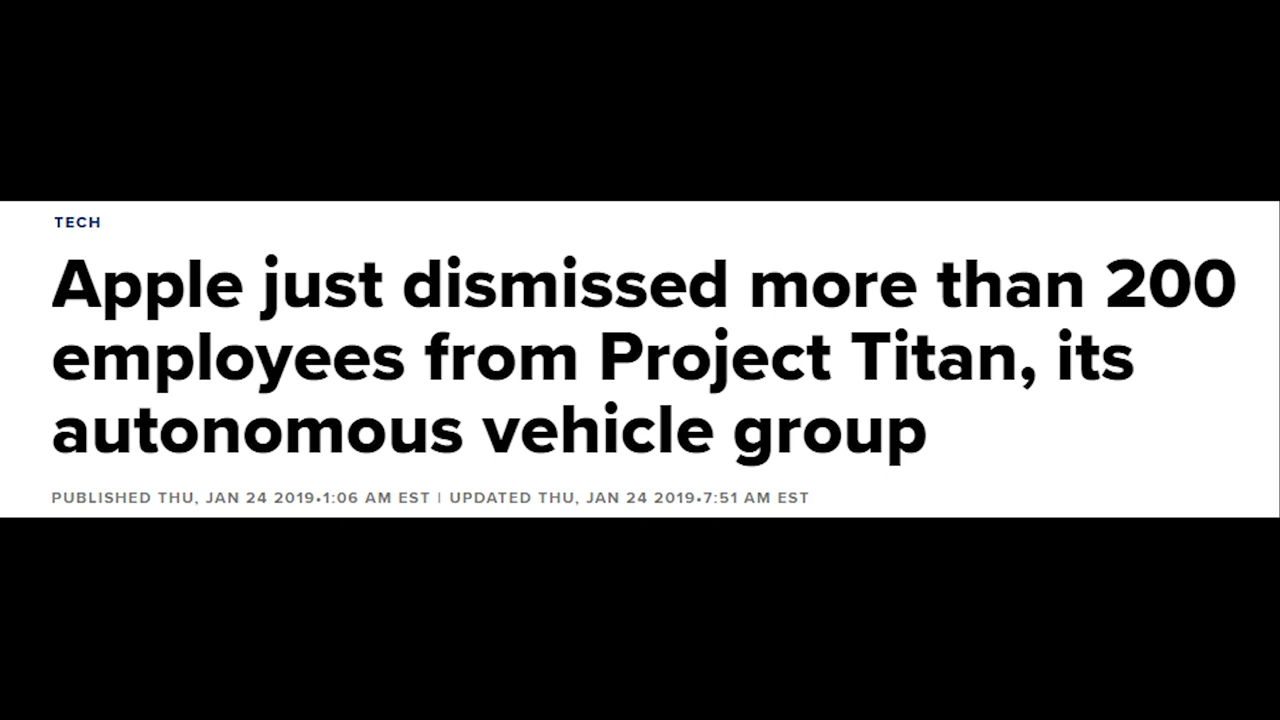 TECH
Apple just dismissed more than 200
employees from Project Titan, its
autonomous vehicle group
PUBLISHED THU, JAN 24 2019•1:06 AM EST | UPDATED THU, JAN 24 2019•7:51 AM EST